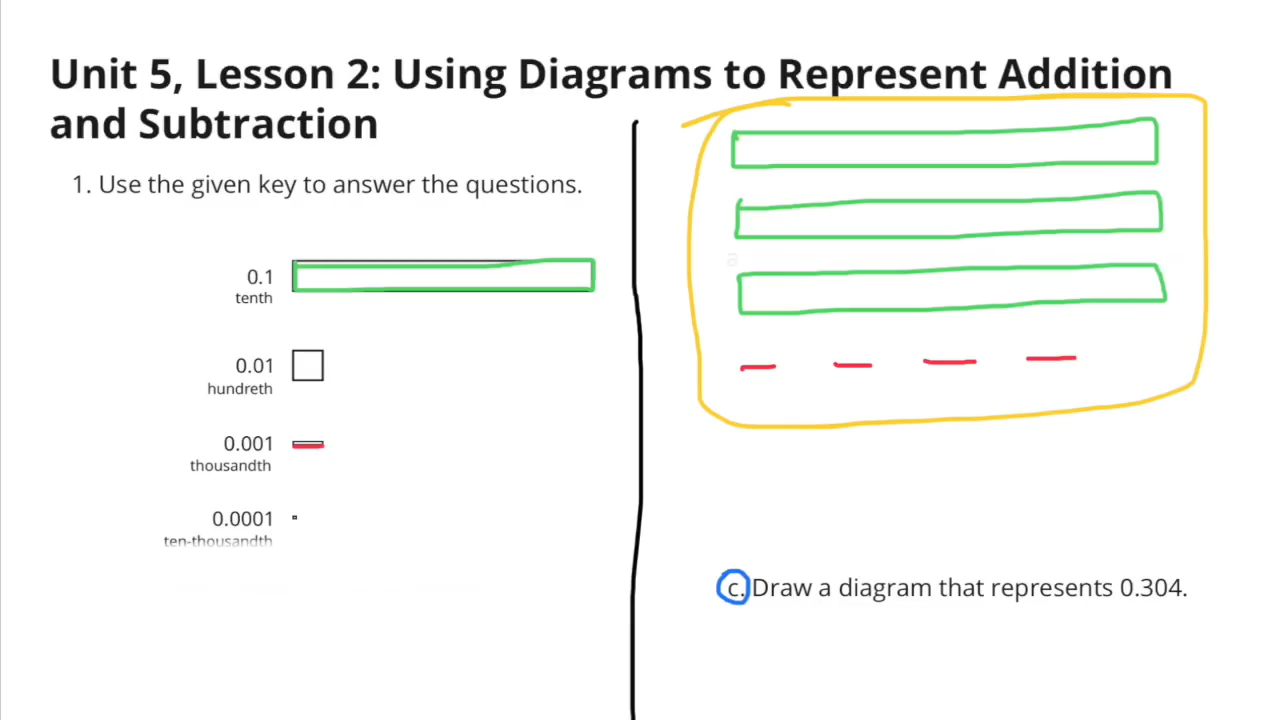 Unit 5, Lesson 2: Using Diagrams to Represent Addition
and Subtraction
1. Use the given key to answer the questions.
0.1
tenth
0.01
hundreth
0.001
thousandth
0.0001
ten-thousandth
c. Draw a diagram that represents 0.304.